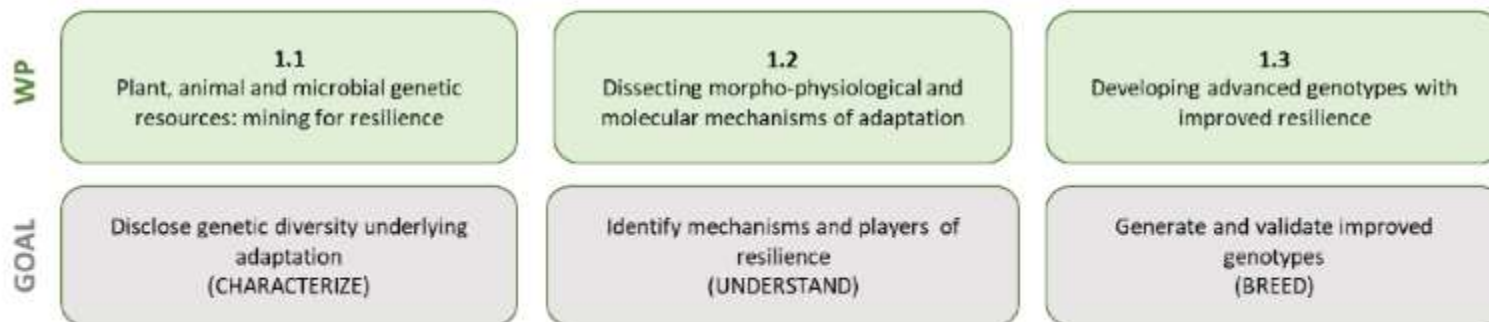 WP
1.1
Plant, animal and microbial genetic
resources: mining for resilience
1.2
Dissecting morpho-physiological and
molecular mechanisms of adaptation
1.3
Developing advanced genotypes with
improved resilience
GOAL
Disclose genetic diversity underlying
adaptation
(CHARACTERIZE)
Identify mechanisms and players of
resilience
(UNDERSTAND)
Generate and validate improved
genotypes
(BREED)